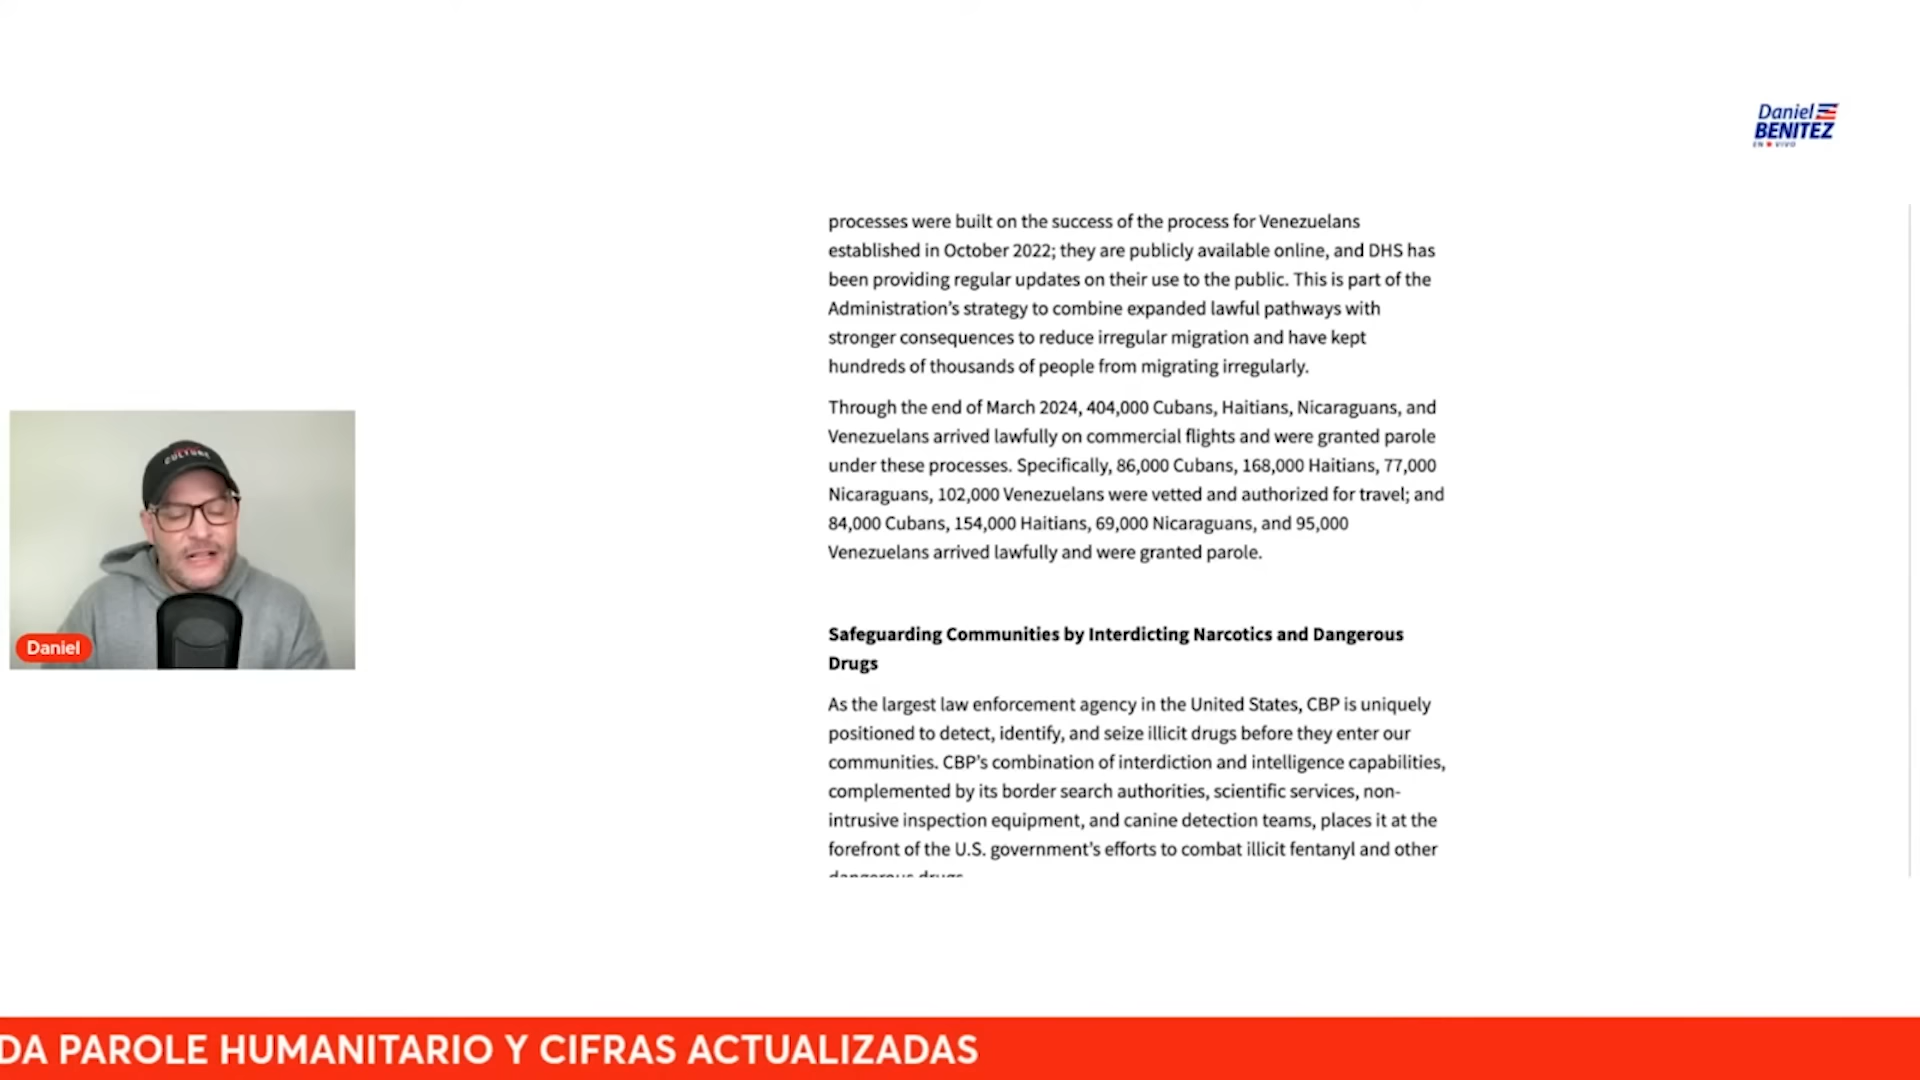 Daniel
BENITEZ
EN VIVO
processes were built on the success of the process for Venezuelans
established in October 2022; they are publicly available online, and DHS has
been providing regular updates on their use to the public. This is part of the
Administration’s strategy to combine expanded lawful pathways with
stronger consequences to reduce irregular migration and have kept
hundreds of thousands of people from migrating irregularly.
Through the end of March 2024, 404,000 Cubans, Haitians, Nicaraguans, and
Venezuelans arrived lawfully on commercial flights and were granted parole
under these processes. Specifically, 86,000 Cubans, 168,000 Haitians, 77,000
Nicaraguans, 102,000 Venezuelans were vetted and authorized for travel; and
84,000 Cubans, 154,000 Haitians, 69,000 Nicaraguans, and 95,000
Venezuelans arrived lawfully and were granted parole.
Safeguarding Communities by Interdicting Narcotics and Dangerous
Drugs
As the largest law enforcement agency in the United States, CBP is uniquely
positioned to detect, identify, and seize illicit drugs before they enter our
communities. CBP’s combination of interdiction and intelligence capabilities,
complemented by its border search authorities, scientific services, non-
intrusive inspection equipment, and canine detection teams, places it at the
forefront of the U.S. government’s efforts to combat illicit fentanyl and other
dangerous drugs
CULTURE
Daniel
DA PAROLE HUMANITARIO Y CIFRAS ACTUALIZADAS